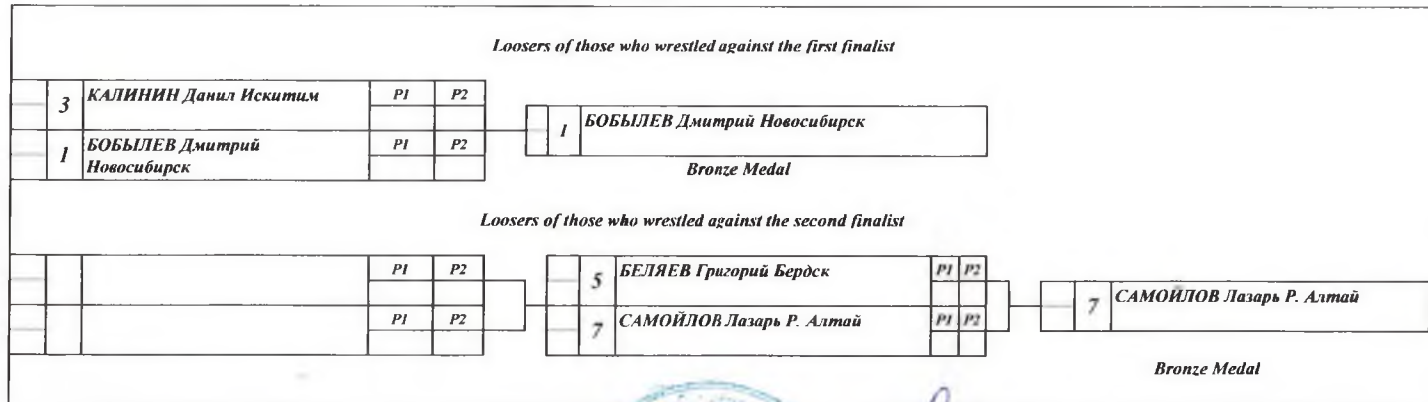 Loosers of those who wrestled against the first finalist
3 КАЛИНИН Данил Искитим P1 P2
1 БОБЫЛЕВ Дмитрий Новосибирск P1 P2
1 БОБЫЛЕВ Дмитрий Новосибирск
Bronze Medal
Loosers of those who wrestled against the second finalist
P1 P2
P1 P2
5 БЕЛЯЕВ Григорий Бердск P1 P2
7 САМОЙЛОВ Лазарь Р. Алтай P1 P2
7 САМОЙЛОВ Лазарь Р. Алтай
Bronze Medal